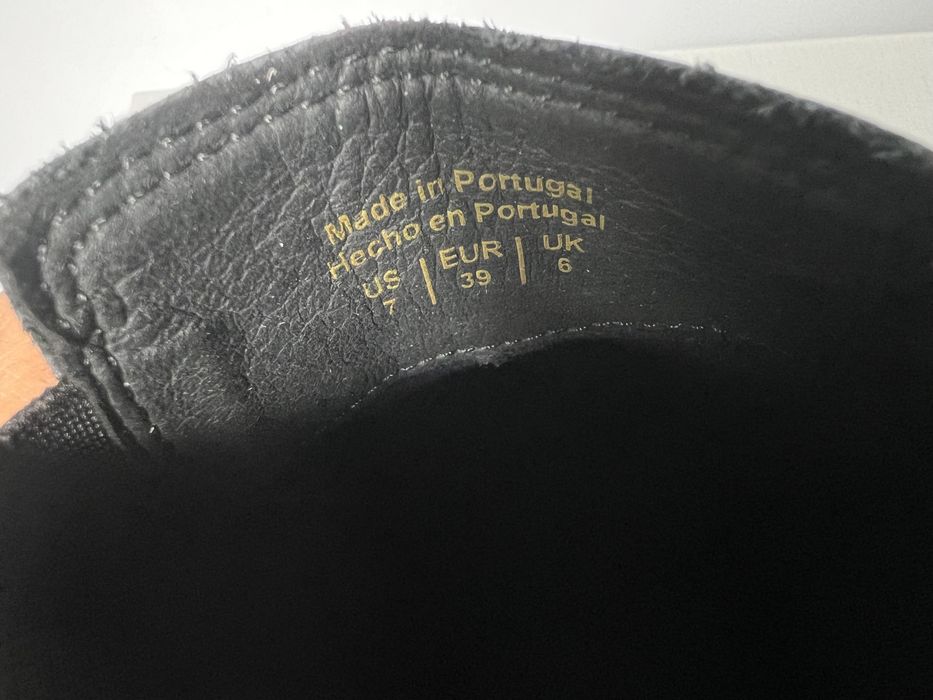 Made in Portugal
Hecho en Portugal
US | EUR | UK
7 39 6